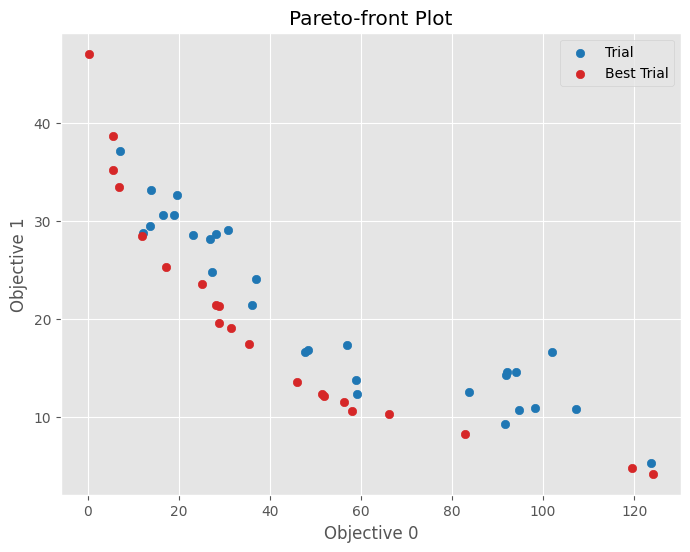 Pareto-front Plot
Trial
Best Trial
40
30
20
10
Objective 1
0 20 40 60 80 100 120
Objective 0